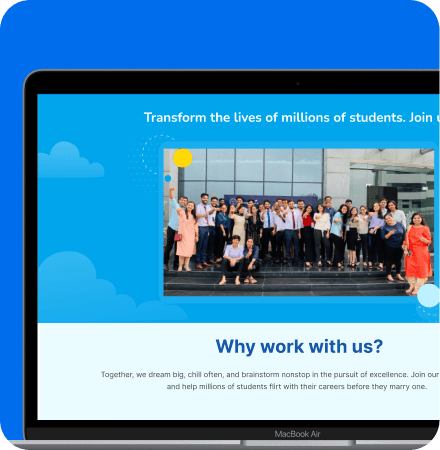 Transform the lives of millions of students. Join u
Why work with us?
Together, we dream big, chill often, and brainstorm nonstop in the pursuit of excellence. Join our
and help millions of students flirt with their careers before they marry one.
MacBook Air